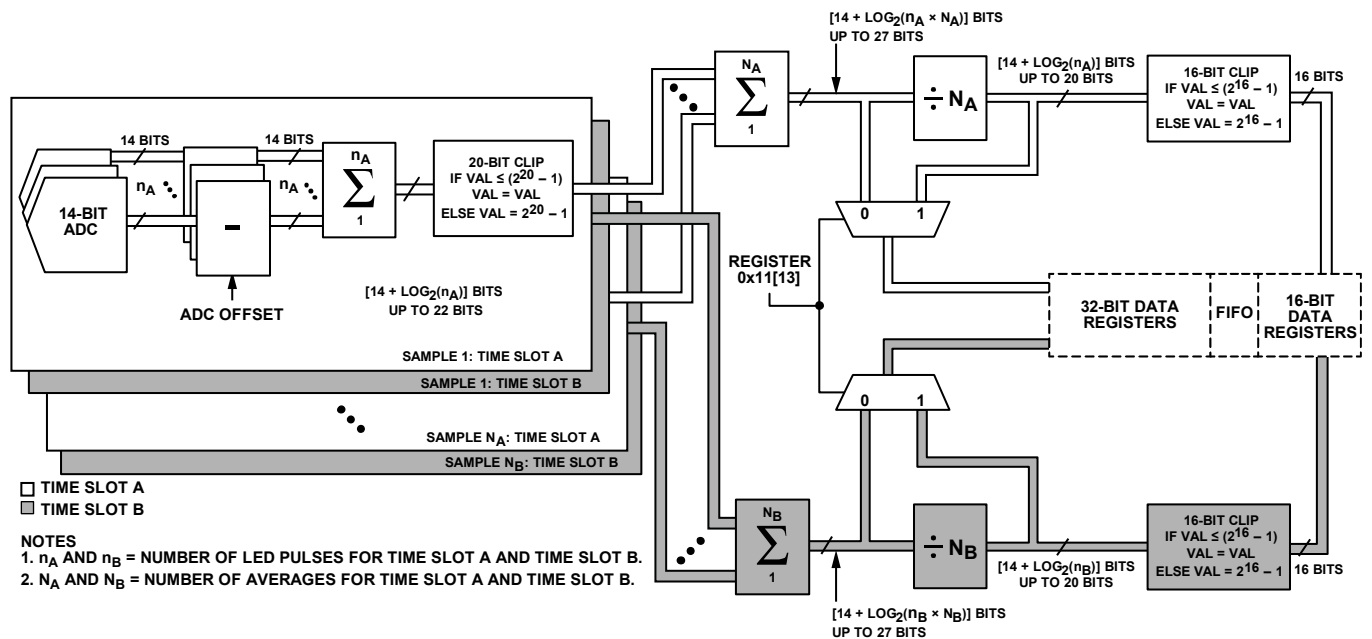 [14 + LOG2(nA × NA)] BITS
UP TO 27 BITS
NA
∑
1
÷ NA
[14 + LOG2(nA)] BITS
UP TO 20 BITS
16-BIT CLIP
IF VAL ≤ (2^16 – 1)
VAL = VAL
ELSE VAL = 2^16 – 1
16 BITS
14 BITS
14 BITS
nA
nA
14-BIT
ADC
–
ADC OFFSET
nA
∑
1
20-BIT CLIP
IF VAL ≤ (2^20 – 1)
VAL = VAL
ELSE VAL = 2^20 – 1
[14 + LOG2(nA)] BITS
UP TO 22 BITS
SAMPLE 1: TIME SLOT A
SAMPLE 1: TIME SLOT B
SAMPLE NA: TIME SLOT A
SAMPLE NB: TIME SLOT B
0 1
REGISTER
0x11[13]
32-BIT DATA
REGISTERS
FIFO
16-BIT
DATA
REGISTERS
0 1
TIME SLOT A
TIME SLOT B
NB
∑
1
÷ NB
[14 + LOG2(nB)] BITS
UP TO 20 BITS
16-BIT CLIP
IF VAL ≤ (2^16 – 1)
VAL = VAL
ELSE VAL = 2^16 – 1
16 BITS
[14 + LOG2(nB × NB)] BITS
UP TO 27 BITS
NOTES
1. nA AND nB = NUMBER OF LED PULSES FOR TIME SLOT A AND TIME SLOT B.
2. NA AND NB = NUMBER OF AVERAGES FOR TIME SLOT A AND TIME SLOT B.